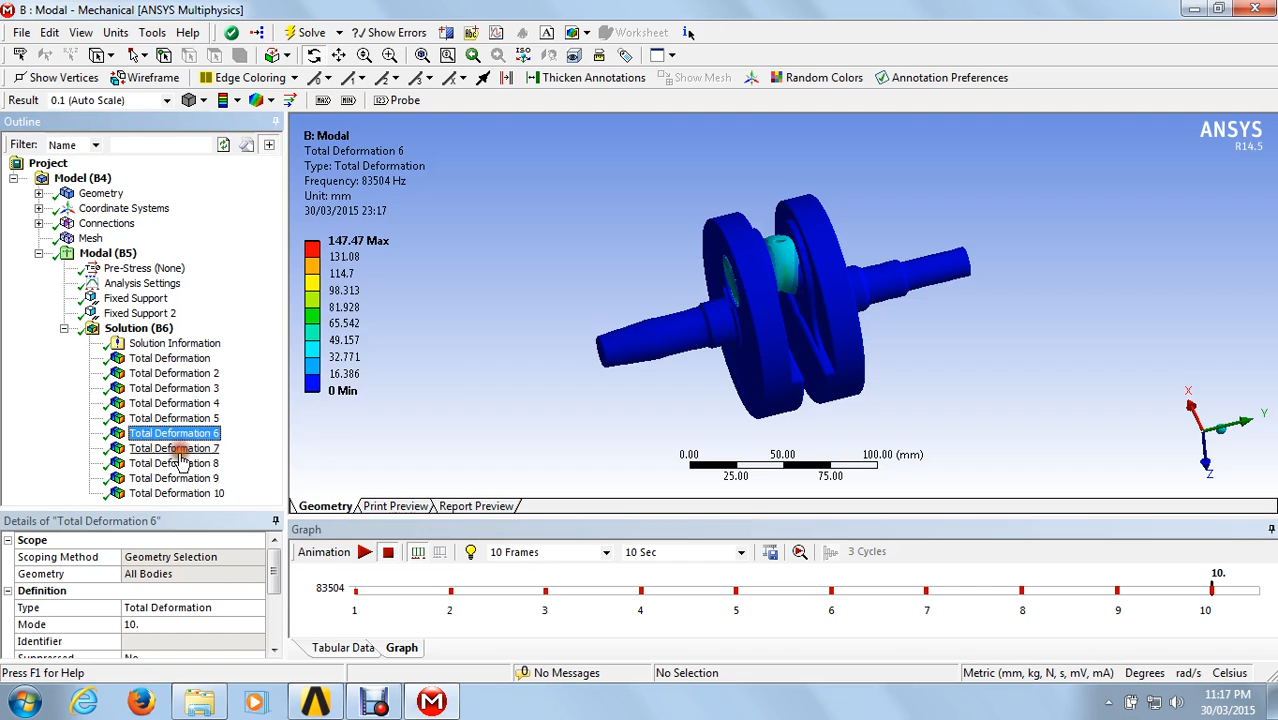 B : Modal - Mechanical [ANSYS Multiphysics]
File Edit View Units Tools Help Solve Show Errors Worksheet
Show Vertices Wireframe Edge Coloring Thicken Annotations Show Mesh Random Colors Annotation Preferences
Result 0.1 (Auto Scale) Probe
Outline
Filter: Name
Project
Model (B4)
Geometry
Coordinate Systems
Connections
Mesh
Modal (B5)
Pre-Stress (None)
Analysis Settings
Fixed Support
Fixed Support 2
Solution (B6)
Solution Information
Total Deformation
Total Deformation 2
Total Deformation 3
Total Deformation 4
Total Deformation 5
Total Deformation 6
Total Deformation 7
Total Deformation 8
Total Deformation 9
Total Deformation 10
B: Modal
Total Deformation 6
Type: Total Deformation
Frequency: 83504 Hz
Unit: mm
30/03/2015 23:17
147.47 Max
131.08
114.7
98.313
81.928
65.542
49.157
32.771
16.386
0 Min
ANSYS
R14.5
X
Y
Z
0.00 50.00 100.00 (mm)
25.00 75.00
Geometry Print Preview Report Preview
Details of "Total Deformation 6"
Scope
Scoping Method Geometry Selection
Geometry All Bodies
Definition
Type Total Deformation
Mode 10.
Identifier
Suppressed No
Graph
Animation 10 Frames 10 Sec 3 Cycles
10.
83504
1 2 3 4 5 6 7 8 9 10
Tabular Data Graph
Press F1 for Help 0 No Messages No Selection Metric (mm, kg, N, s, mV, mA) Degrees rad/s Celsius
11:17 PM
30/03/2015